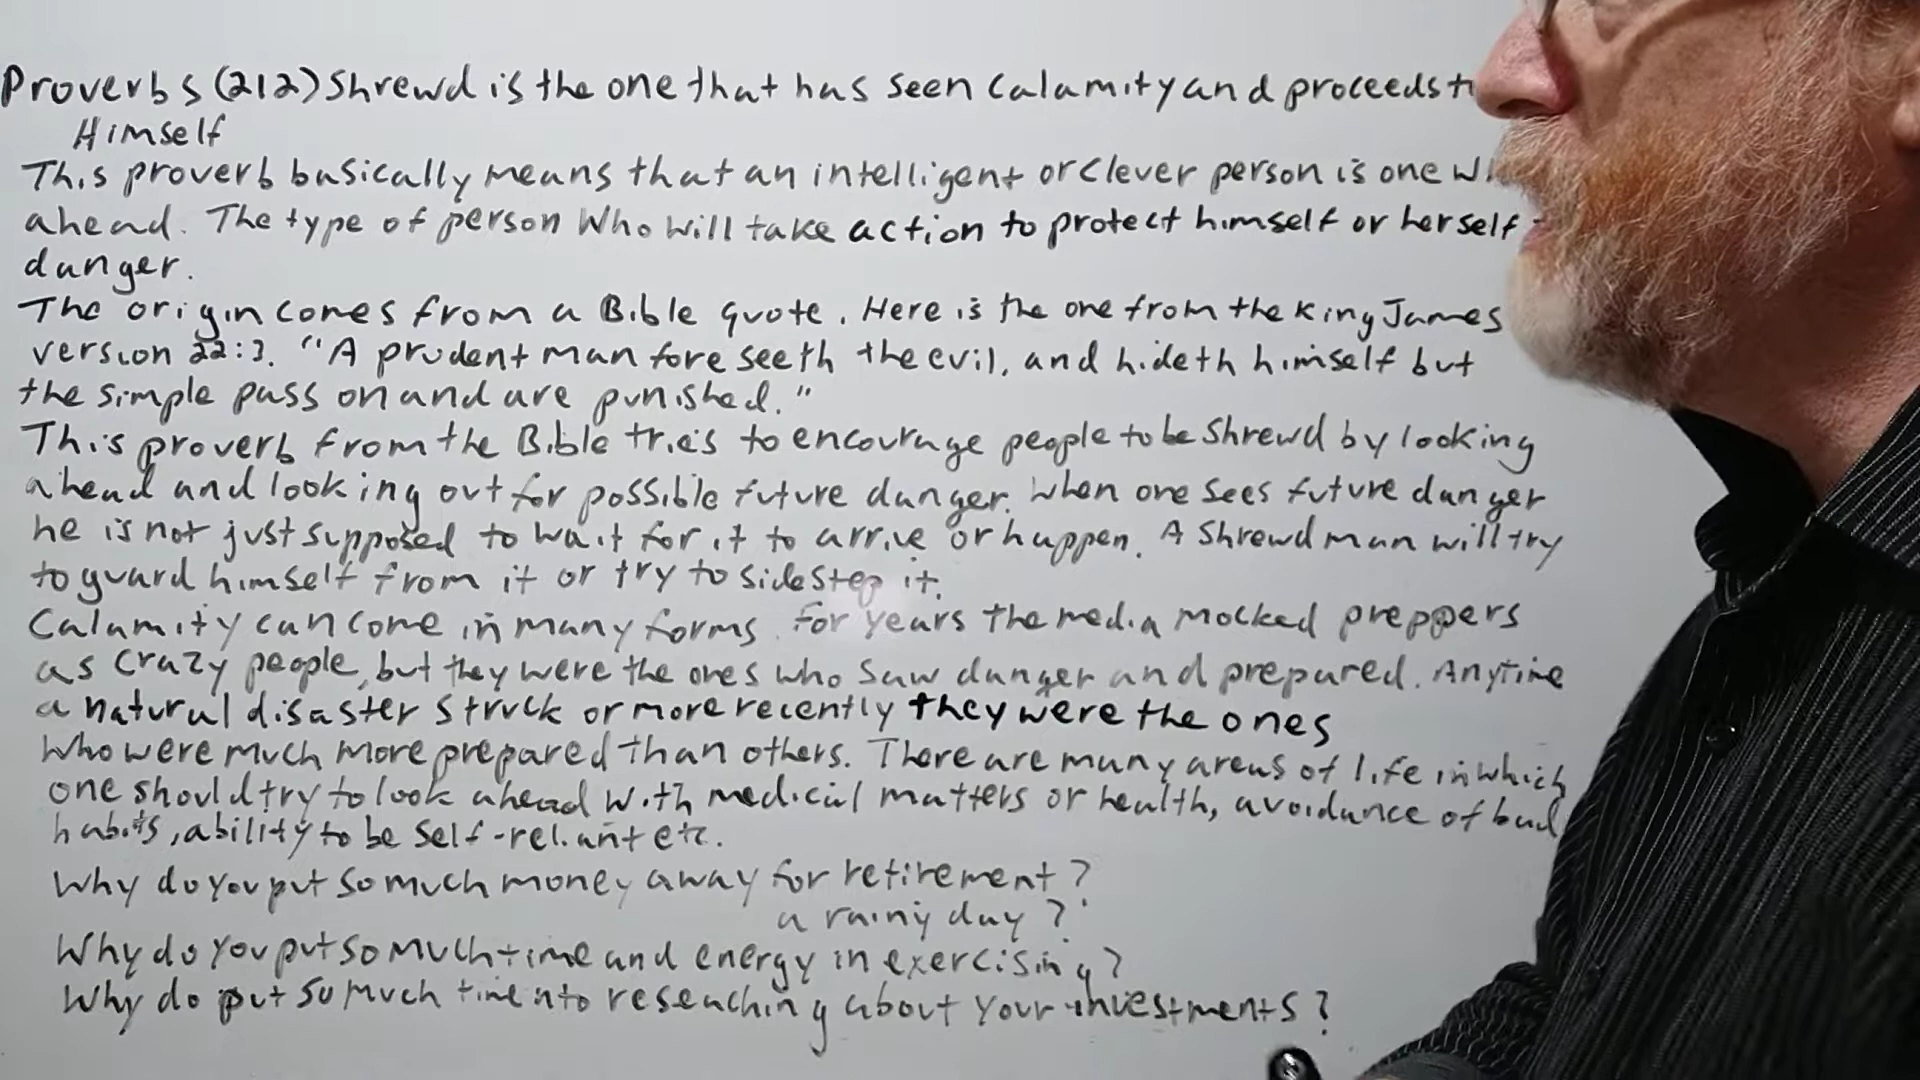 Proverbs (212) Shrewd is the one that has seen calamity and proceeds t
Himself
This proverb basically means that an intelligent or clever person is one w
ahead. The type of person who will take action to protect himself or herself
danger.
The origin comes from a Bible quote. Here is the one from the King James
version 22:3. "A prudent man foreseeth the evil, and hideth himself but
the simple pass on and are punished."
This proverb from the Bible tries to encourage people to be shrewd by looking
ahead and looking out for possible future danger. When one sees future danger
he is not just supposed to wait for it to arrive or happen. A shrewd man will try
to guard himself from it or try to sidestep it.
Calamity can come in many forms. For years the media mocked preppers
as crazy people, but they were the ones who saw danger and prepared. Anytime
a natural disaster struck or more recently they were the ones
who were much more prepared than others. There are many areas of life in which
one should try to look ahead with medical matters or health, avoidance of bad
habits, ability to be self-reliant etc.
Why do you put so much money away for retirement?
a rainy day?
Why do you put so much time and energy in exercising?
Why do put so much time into reseaching about your investments?